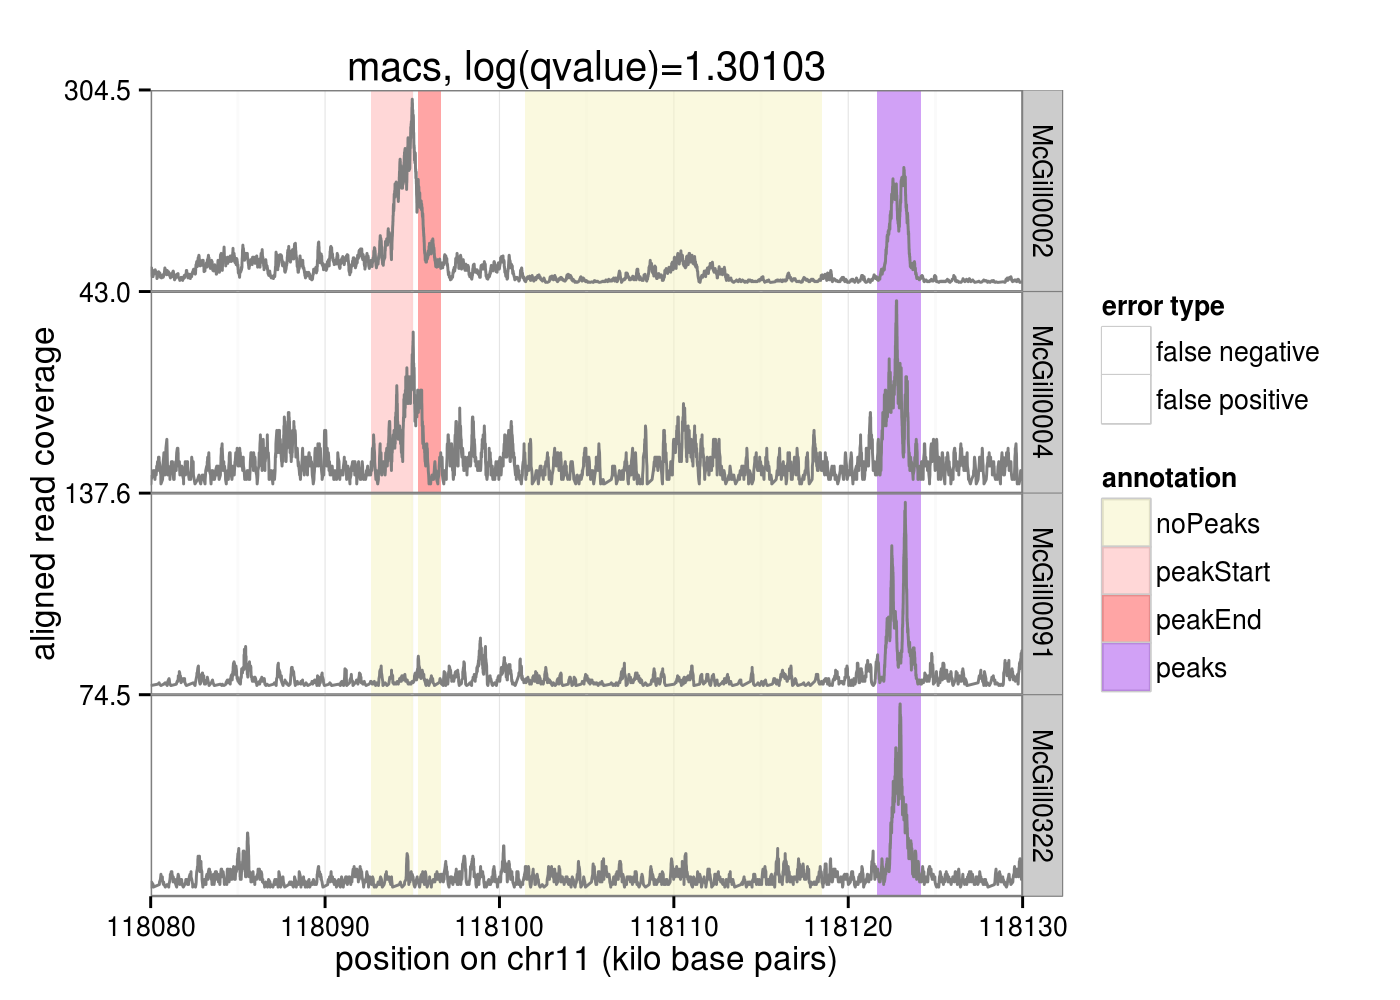 macs, log(qvalue)=1.30103
304.5
43.0
137.6
74.5
aligned read coverage
McGill0002
McGill0004
McGill0091
McGill0322
118080 118090 118100 118110 118120 118130
position on chr11 (kilo base pairs)
error type
false negative
false positive
annotation
noPeaks
peakStart
peakEnd
peaks